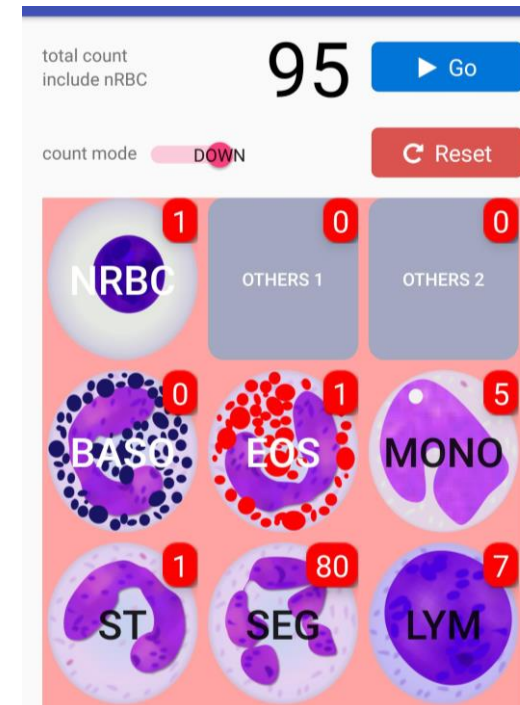 total count
include nRBC
95
Go
count mode
DOWN
Reset
1
0
0
NRBC
OTHERS 1
OTHERS 2
0
1
5
BASO
EOS
MONO
1
80
7
ST
SEG
LYM